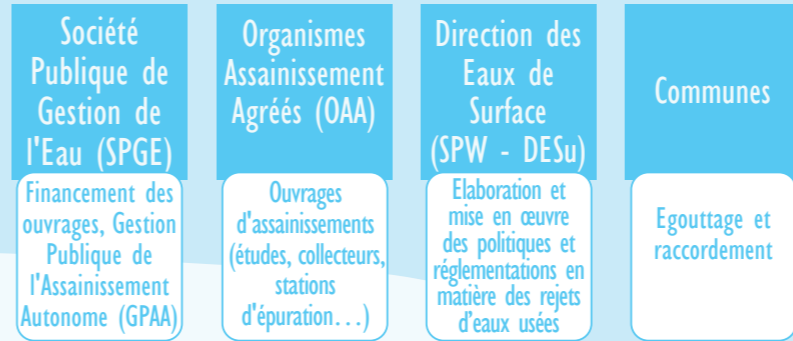 Société
Publique de
Gestion de
l'Eau (SPGE)
Financement des
ouvrages, Gestion
Publique de
l'Assainissement
Autonome (GPAA)
Organismes
Assainissement
Agréés (OAA)
Ouvrages
d'assainissements
(études, collecteurs,
stations
d'épuration...)
Direction des
Eaux de
Surface
(SPW - DESu)
Elaboration et
mise en œuvre
des politiques et
réglementations en
matière des rejets
d'eaux usées
Communes
Egouttage et
raccordement